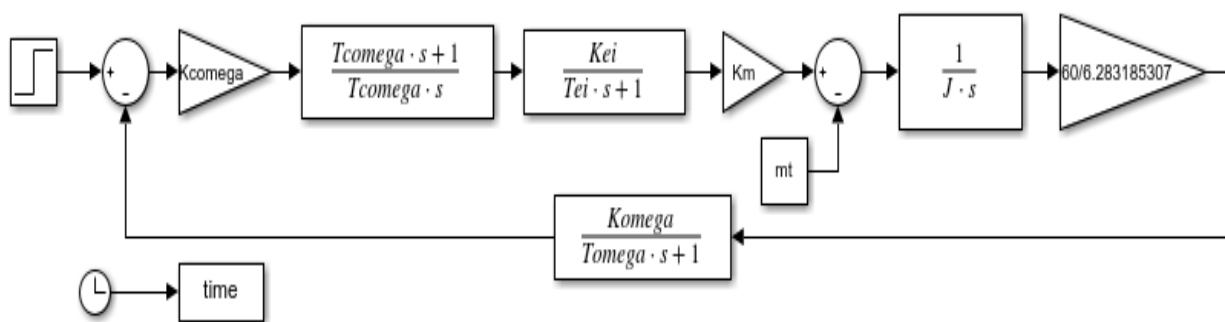 +
−
Kcomega
Tcomega · s + 1
Tcomega · s
Kei
Tei · s + 1
Km
+
−
mt
1
J · s
60/6.283185307
Komega
Tomega · s + 1
time